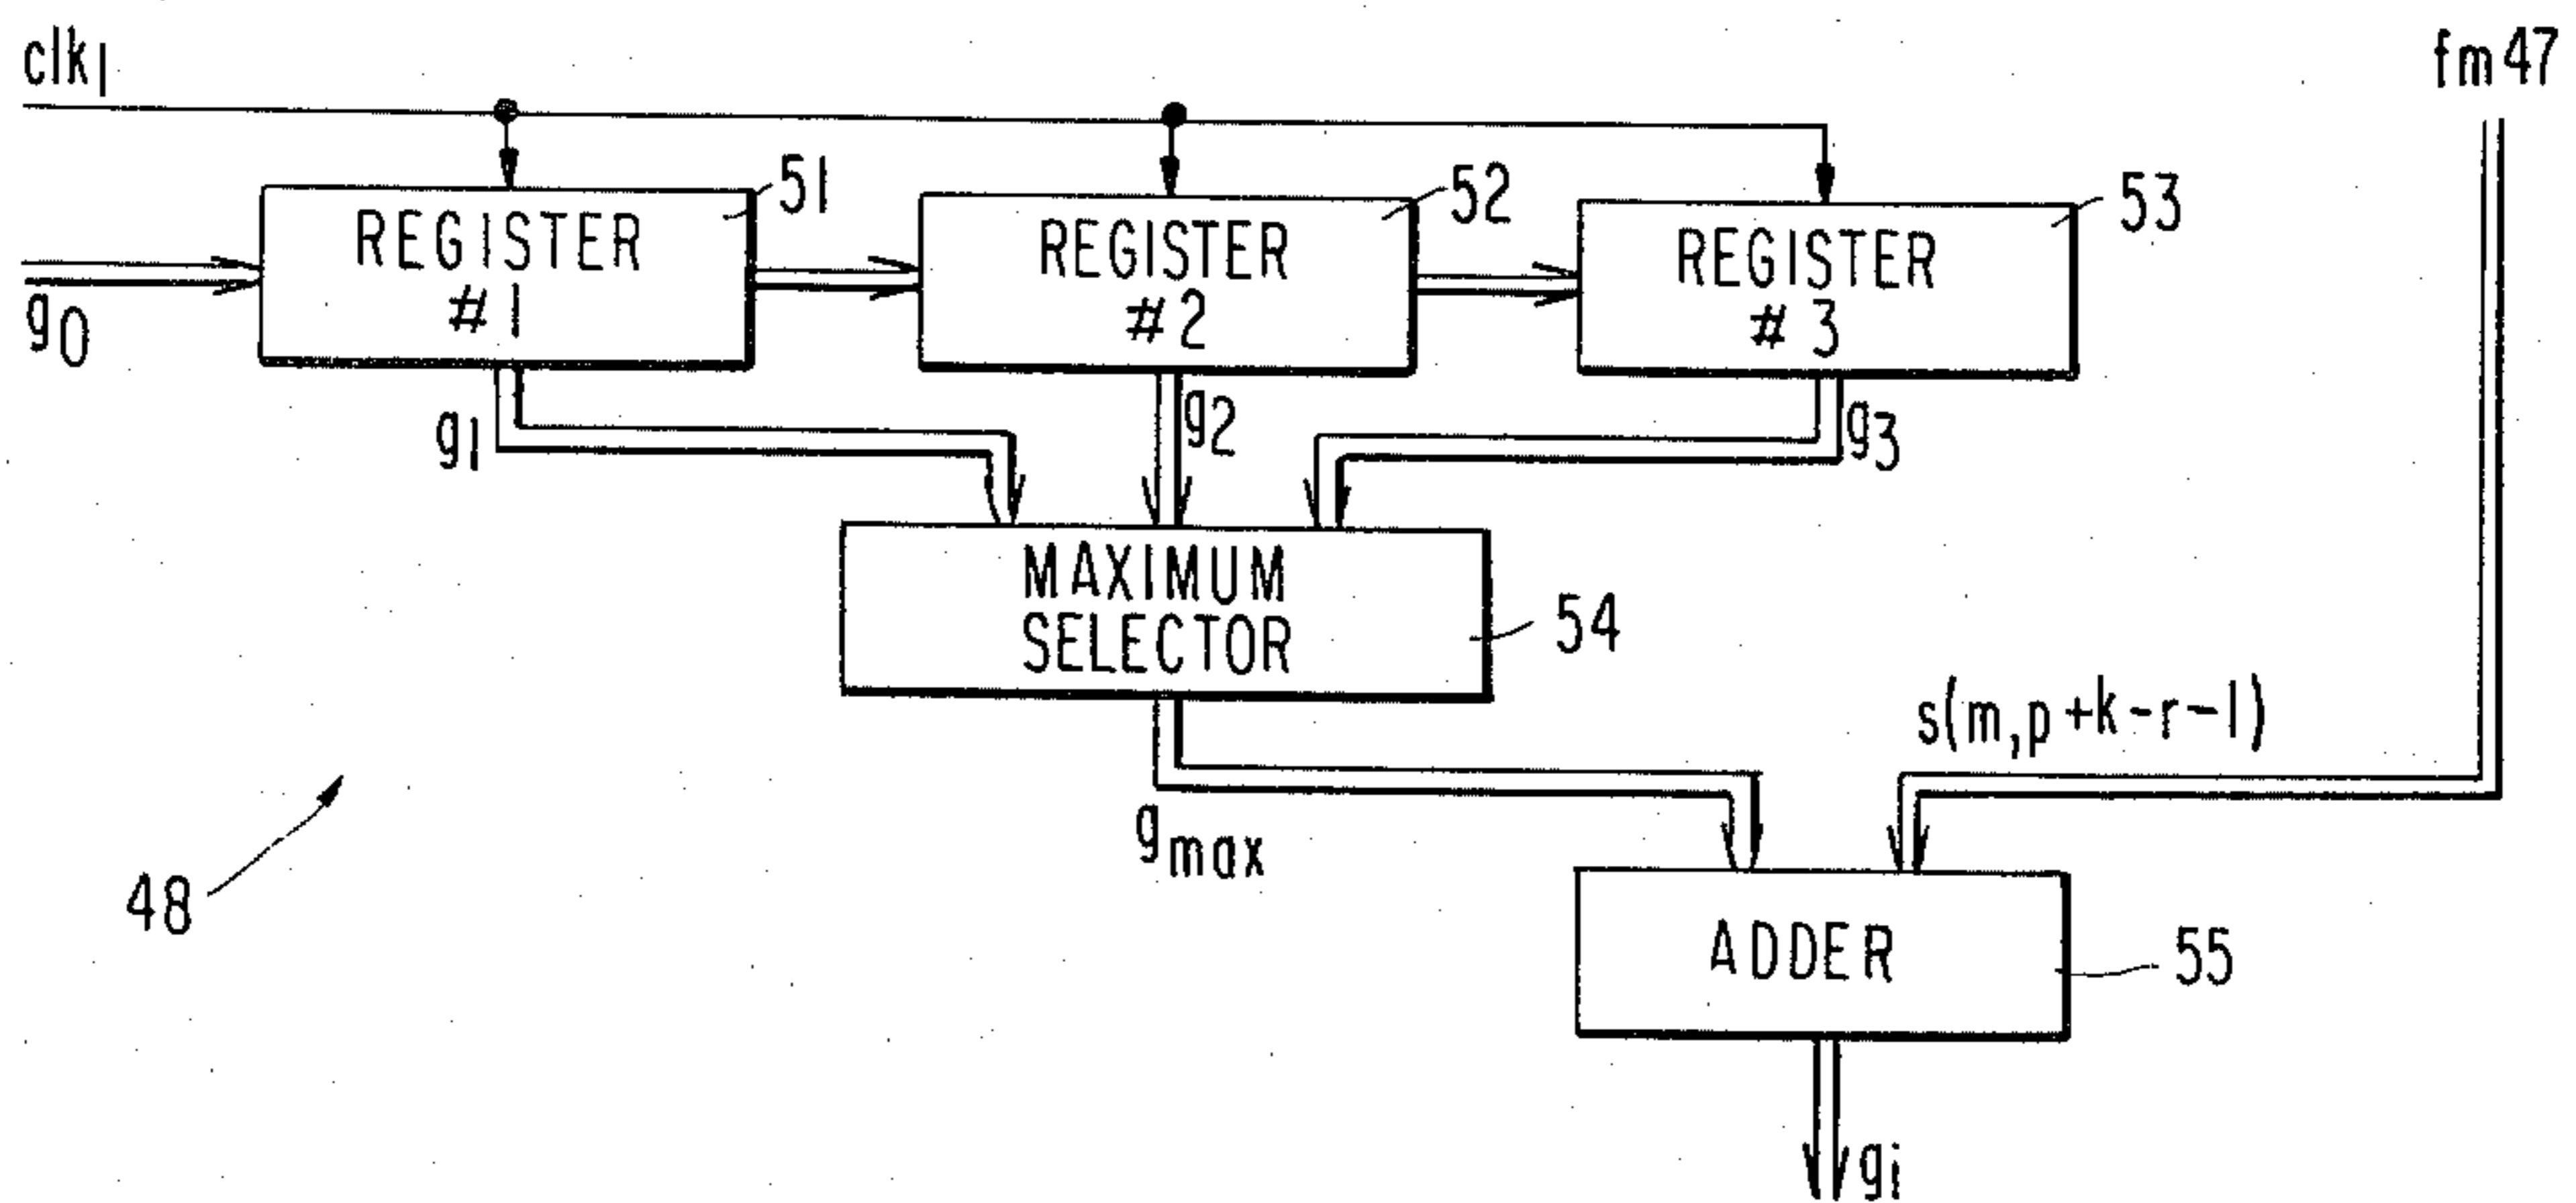 clk1
fm47
51
52
53
REGISTER
#1
REGISTER
#2
REGISTER
#3
g0
g1
g2
g3
MAXIMUM
SELECTOR
54
s(m,p+k-r-1)
gmax
48
ADDER
55
gi